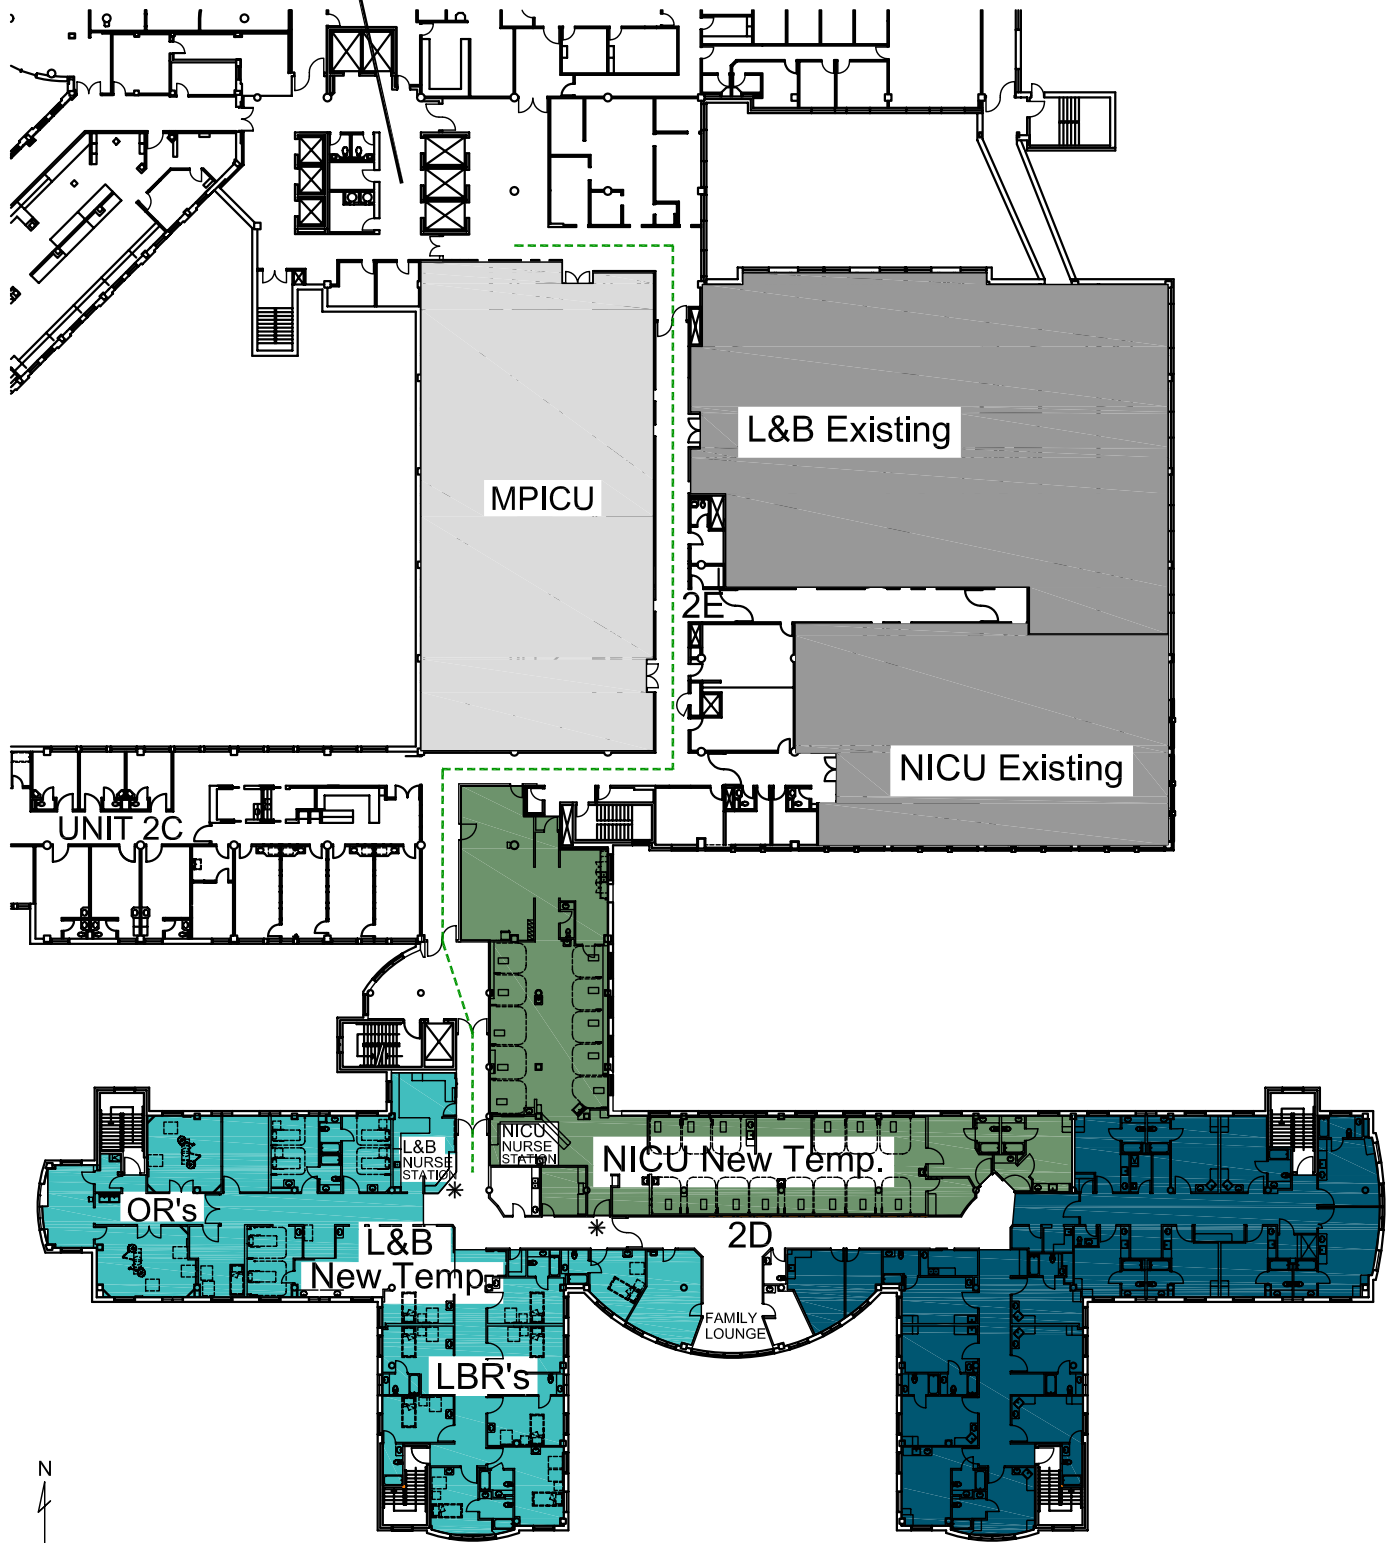 L&B Existing
MPICU
2E
NICU Existing
UNIT 2C
NICU
NURSE
STATION
L&B
NURSE
STATION
NICU New Temp.
OR's
L&B
New Temp.
2D
FAMILY
LOUNGE
LBR's
N